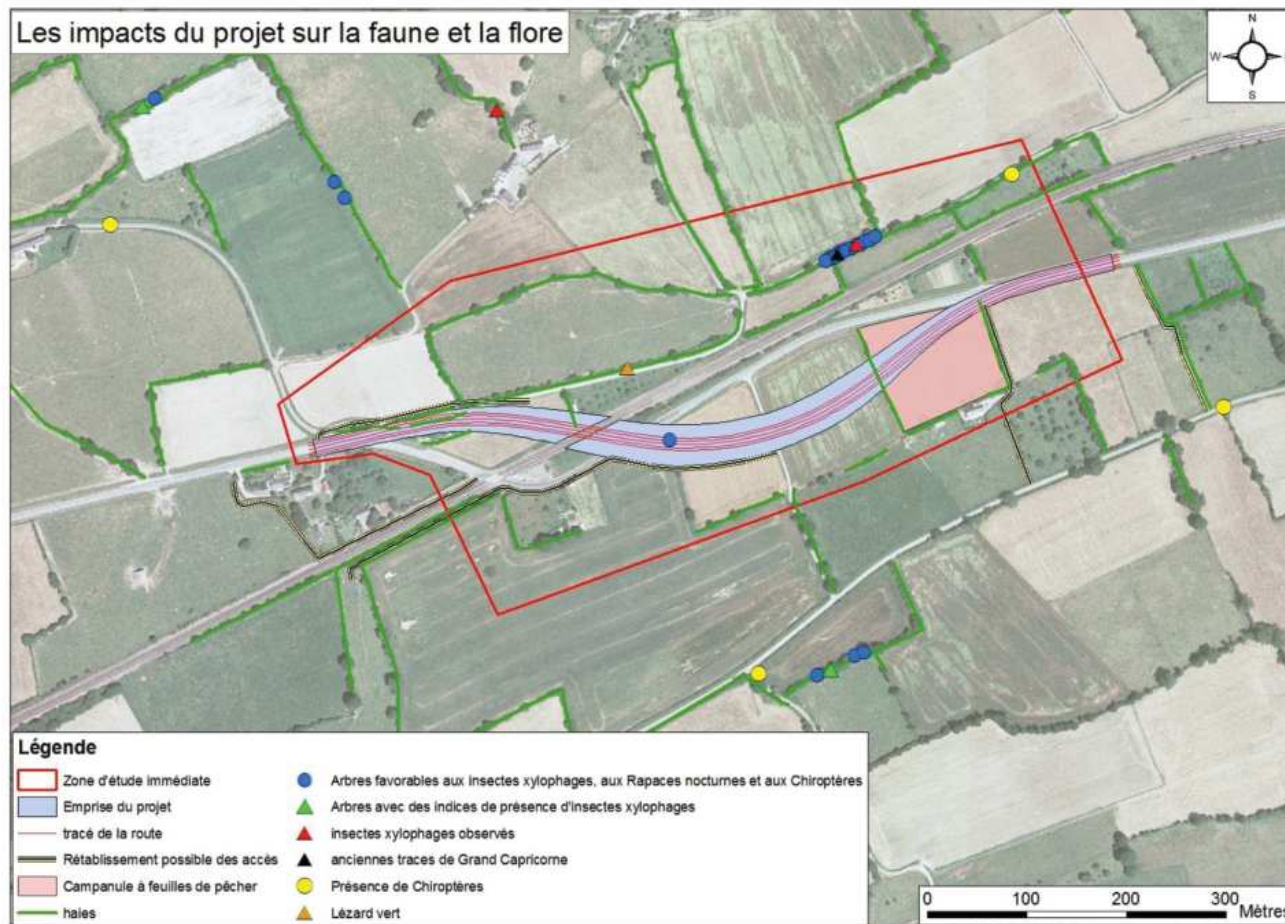 Les impacts du projet sur la faune et la flore
N
W
S
Légende
Zone d'étude immédiate
Emprise du projet
tracé de la route
Rétablissement possible des accès
Campanule à feuilles de pêcher
haies
Arbres favorables aux insectes xylophages, aux Rapaces nocturnes et aux Chiroptères
Arbres avec des indices de présence d'insectes xylophages
insectes xylophages observés
anciennes traces de Grand Capricorne
Présence de Chiroptères
Lézard vert
0 100 200 300
Mètres